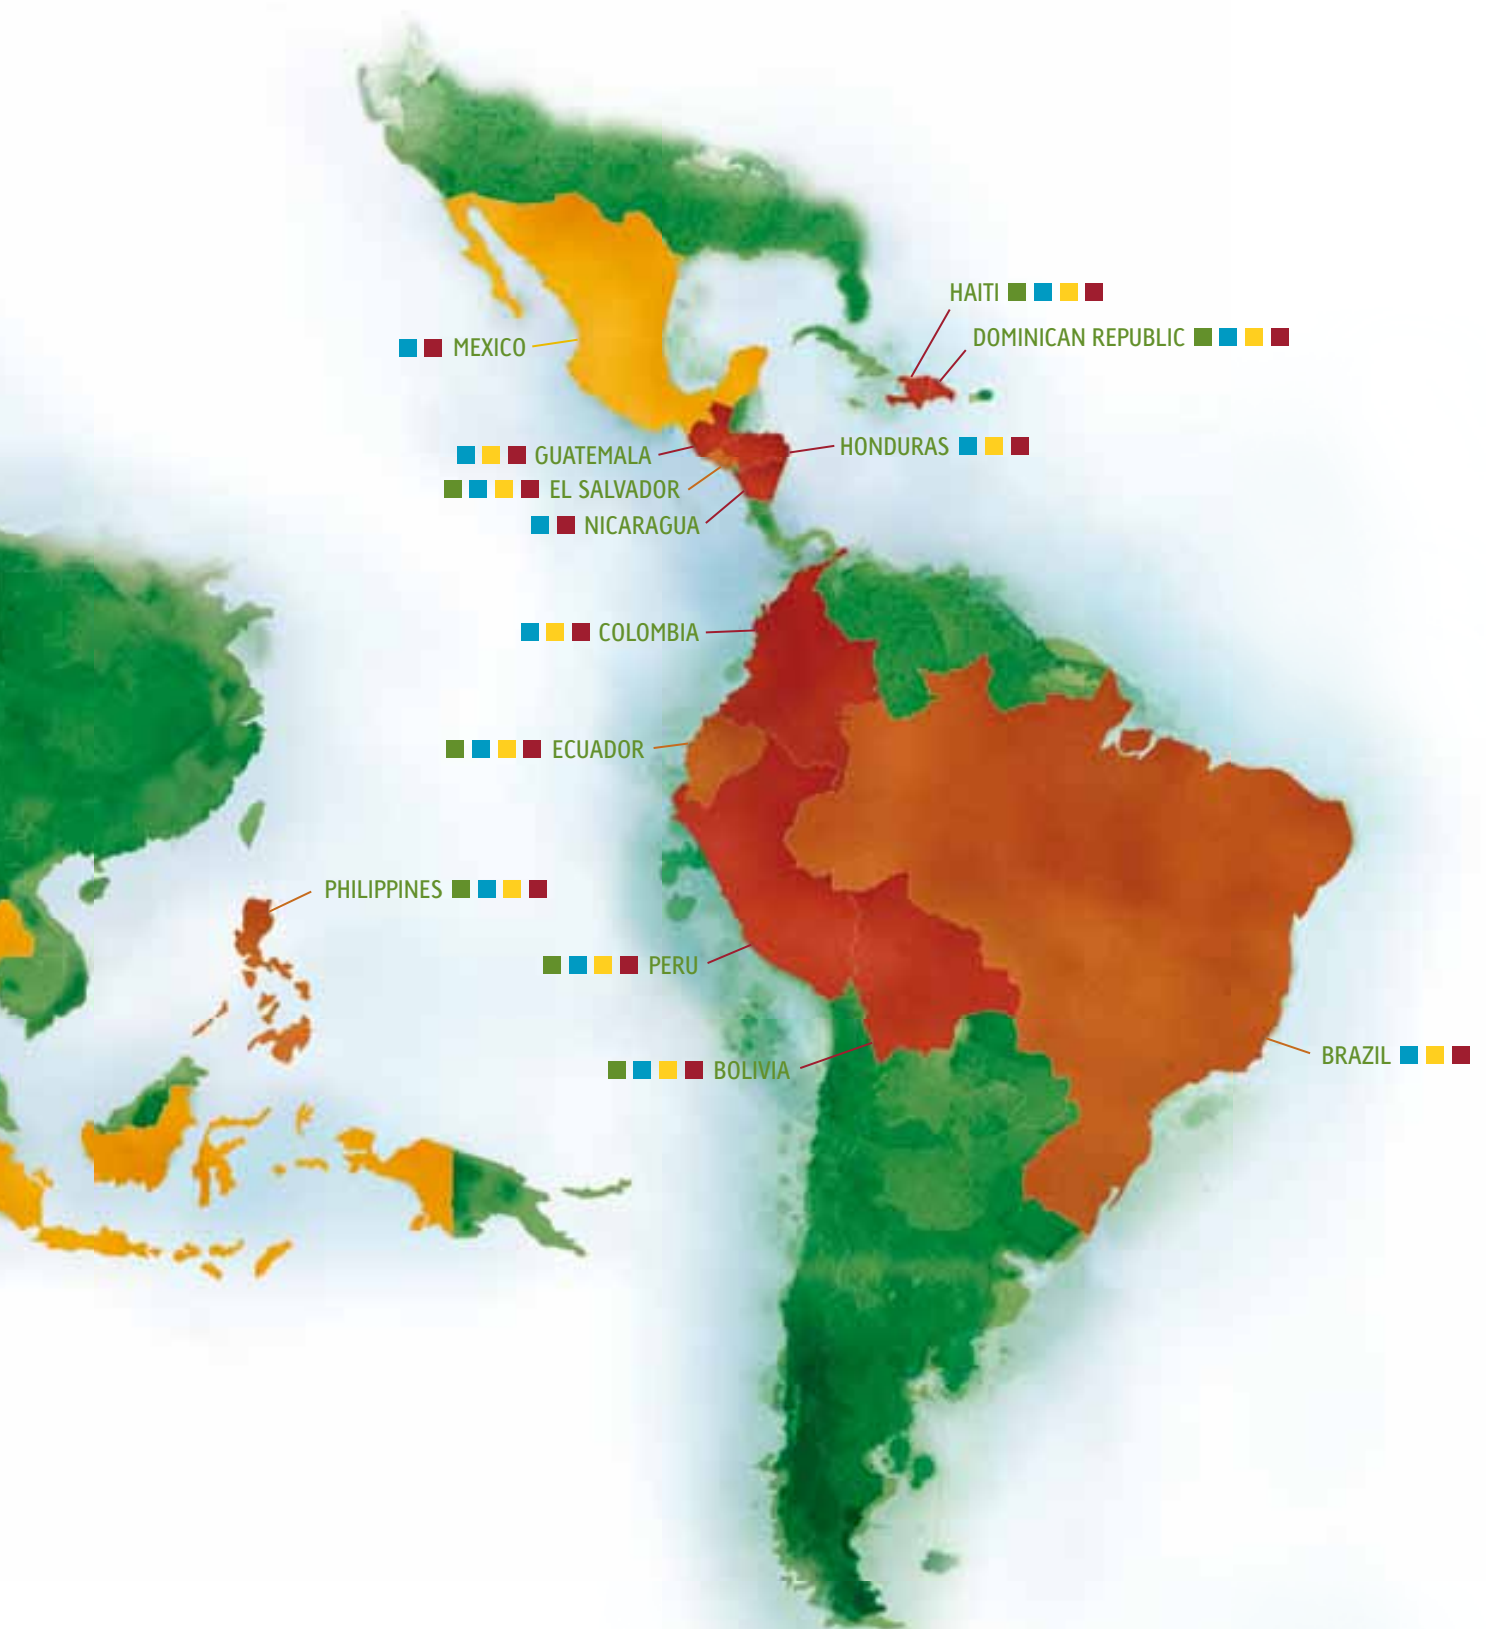 HAITI
DOMINICAN REPUBLIC
MEXICO
HONDURAS
GUATEMALA
EL SALVADOR
NICARAGUA
COLOMBIA
ECUADOR
PHILIPPINES
PERU
BRAZIL
BOLIVIA